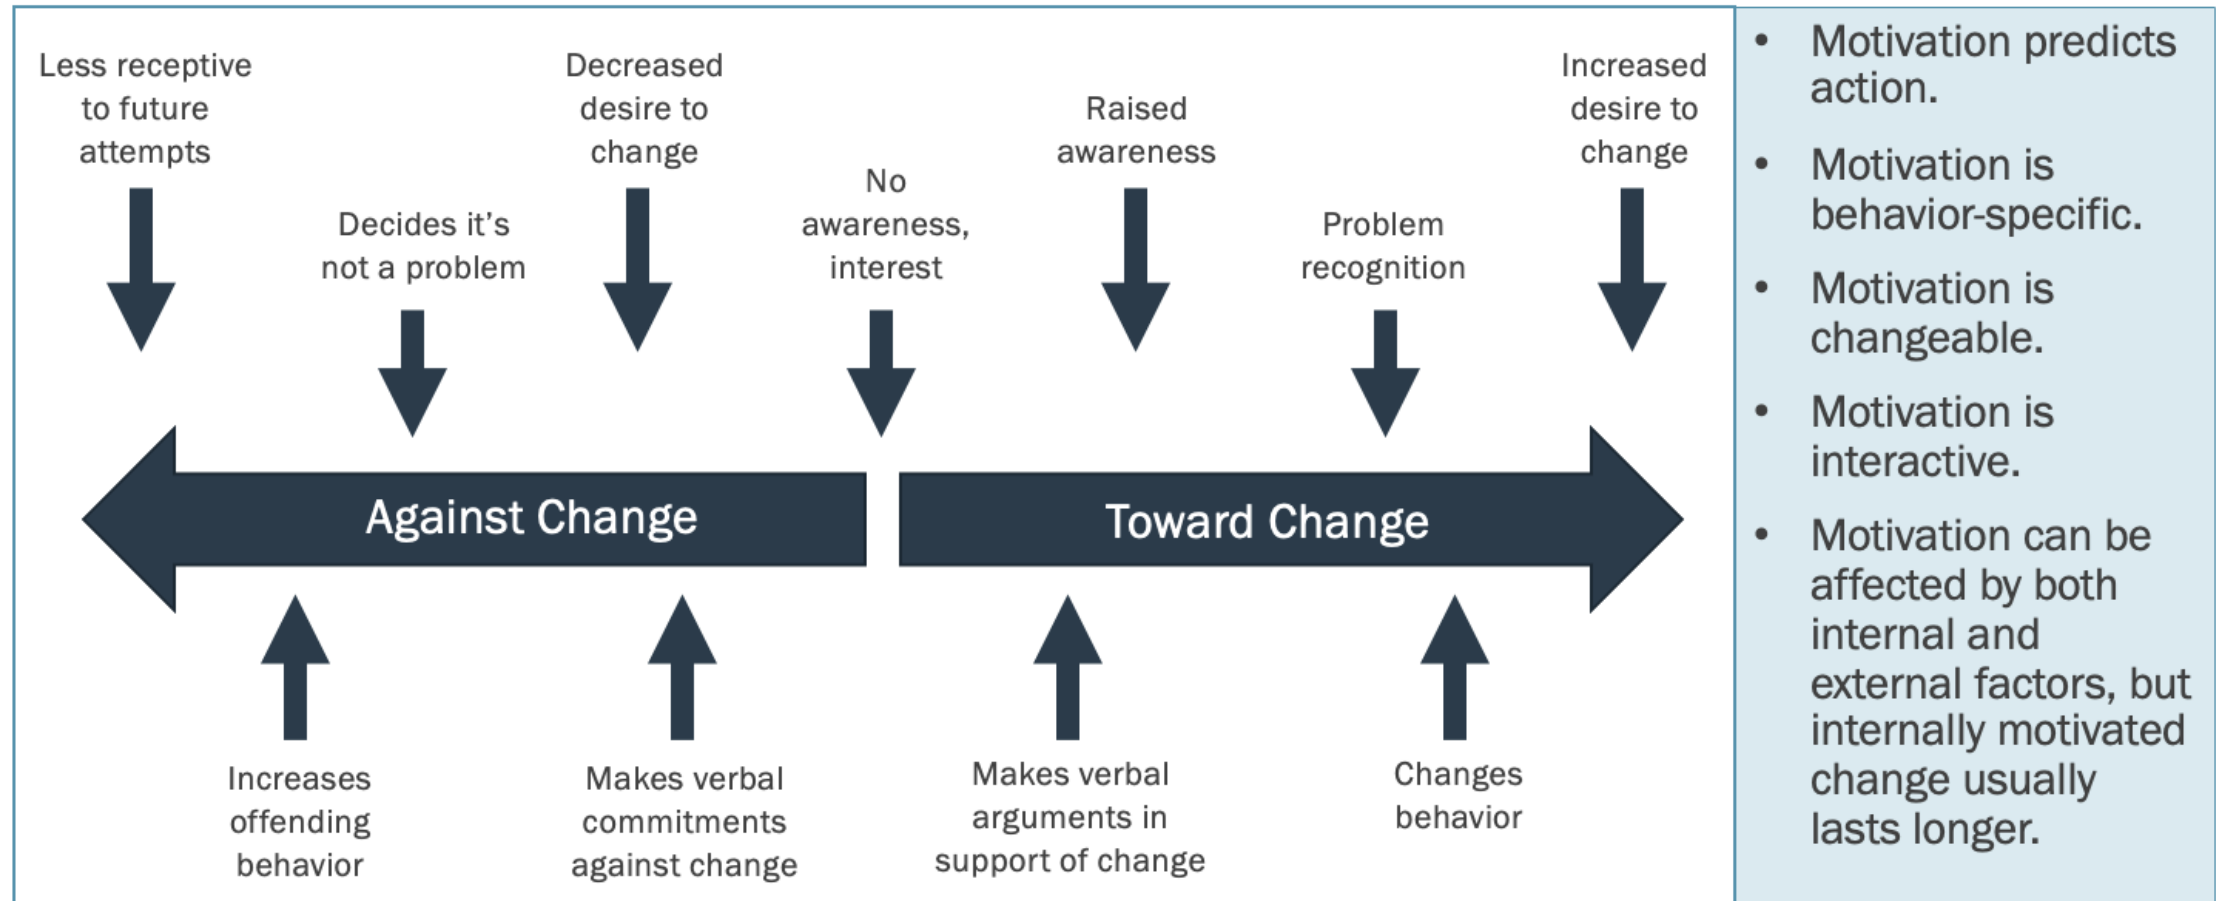 Less receptive
to future
attempts
Decides it's
not a problem
Decreased
desire to
change
No
awareness,
interest
Raised
awareness
Problem
recognition
Increased
desire to
change
Against Change
Toward Change
Increases
offending
behavior
Makes verbal
commitments
against change
Makes verbal
arguments in
support of change
Changes
behavior
• Motivation predicts
action.
• Motivation is
behavior-specific.
• Motivation is
changeable.
• Motivation is
interactive.
• Motivation can be
affected by both
internal and
external factors, but
internally motivated
change usually
lasts longer.